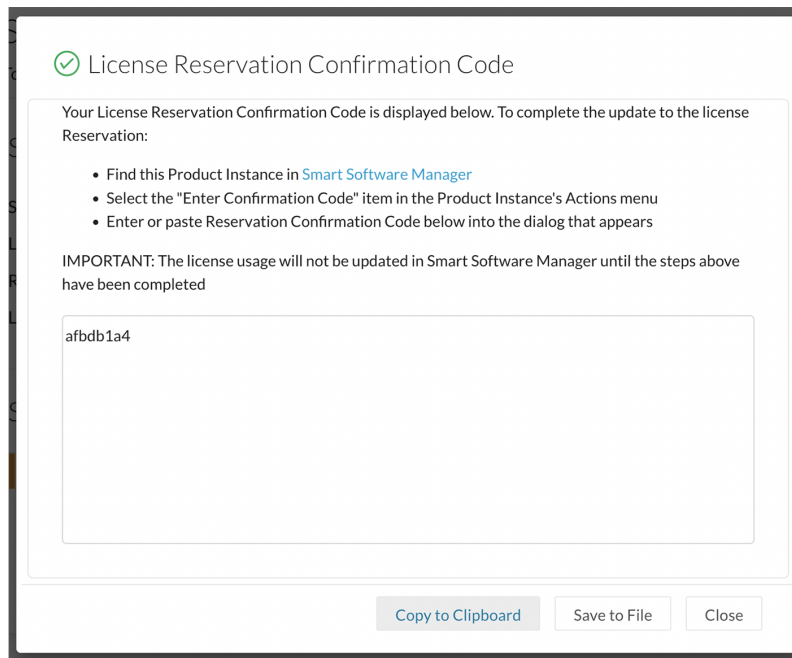 License Reservation Confirmation Code
Your License Reservation Confirmation Code is displayed below. To complete the update to the license
Reservation:
• Find this Product Instance in Smart Software Manager
• Select the "Enter Confirmation Code" item in the Product Instance's Actions menu
• Enter or paste Reservation Confirmation Code below into the dialog that appears
IMPORTANT: The license usage will not be updated in Smart Software Manager until the steps above
have been completed
afbdb1a4
Copy to Clipboard Save to File Close